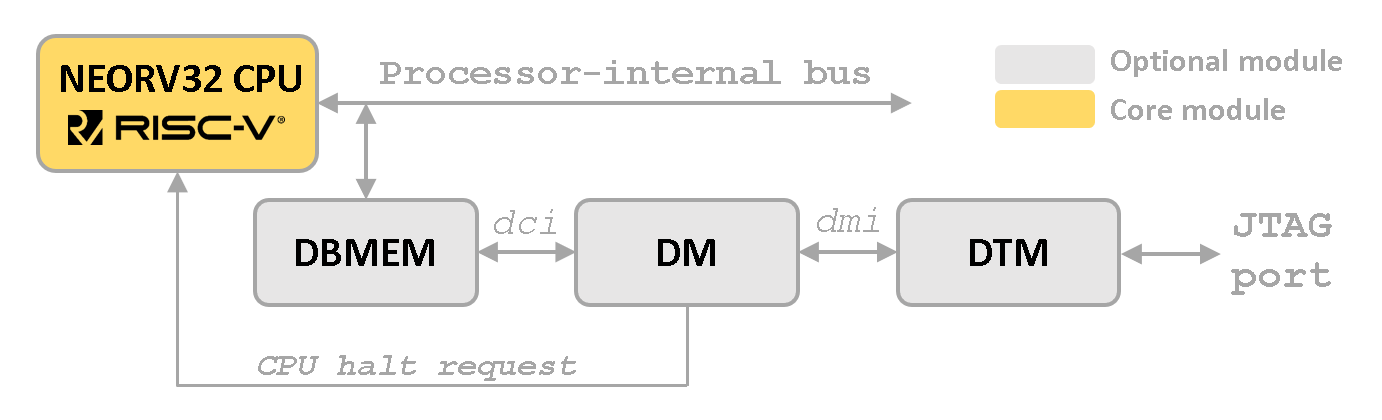 NEORV32 CPU
RISC-V®
Processor-internal bus
Optional module
Core module
DBMEM
dci
DM
dmi
DTM
JTAG
port
CPU halt request